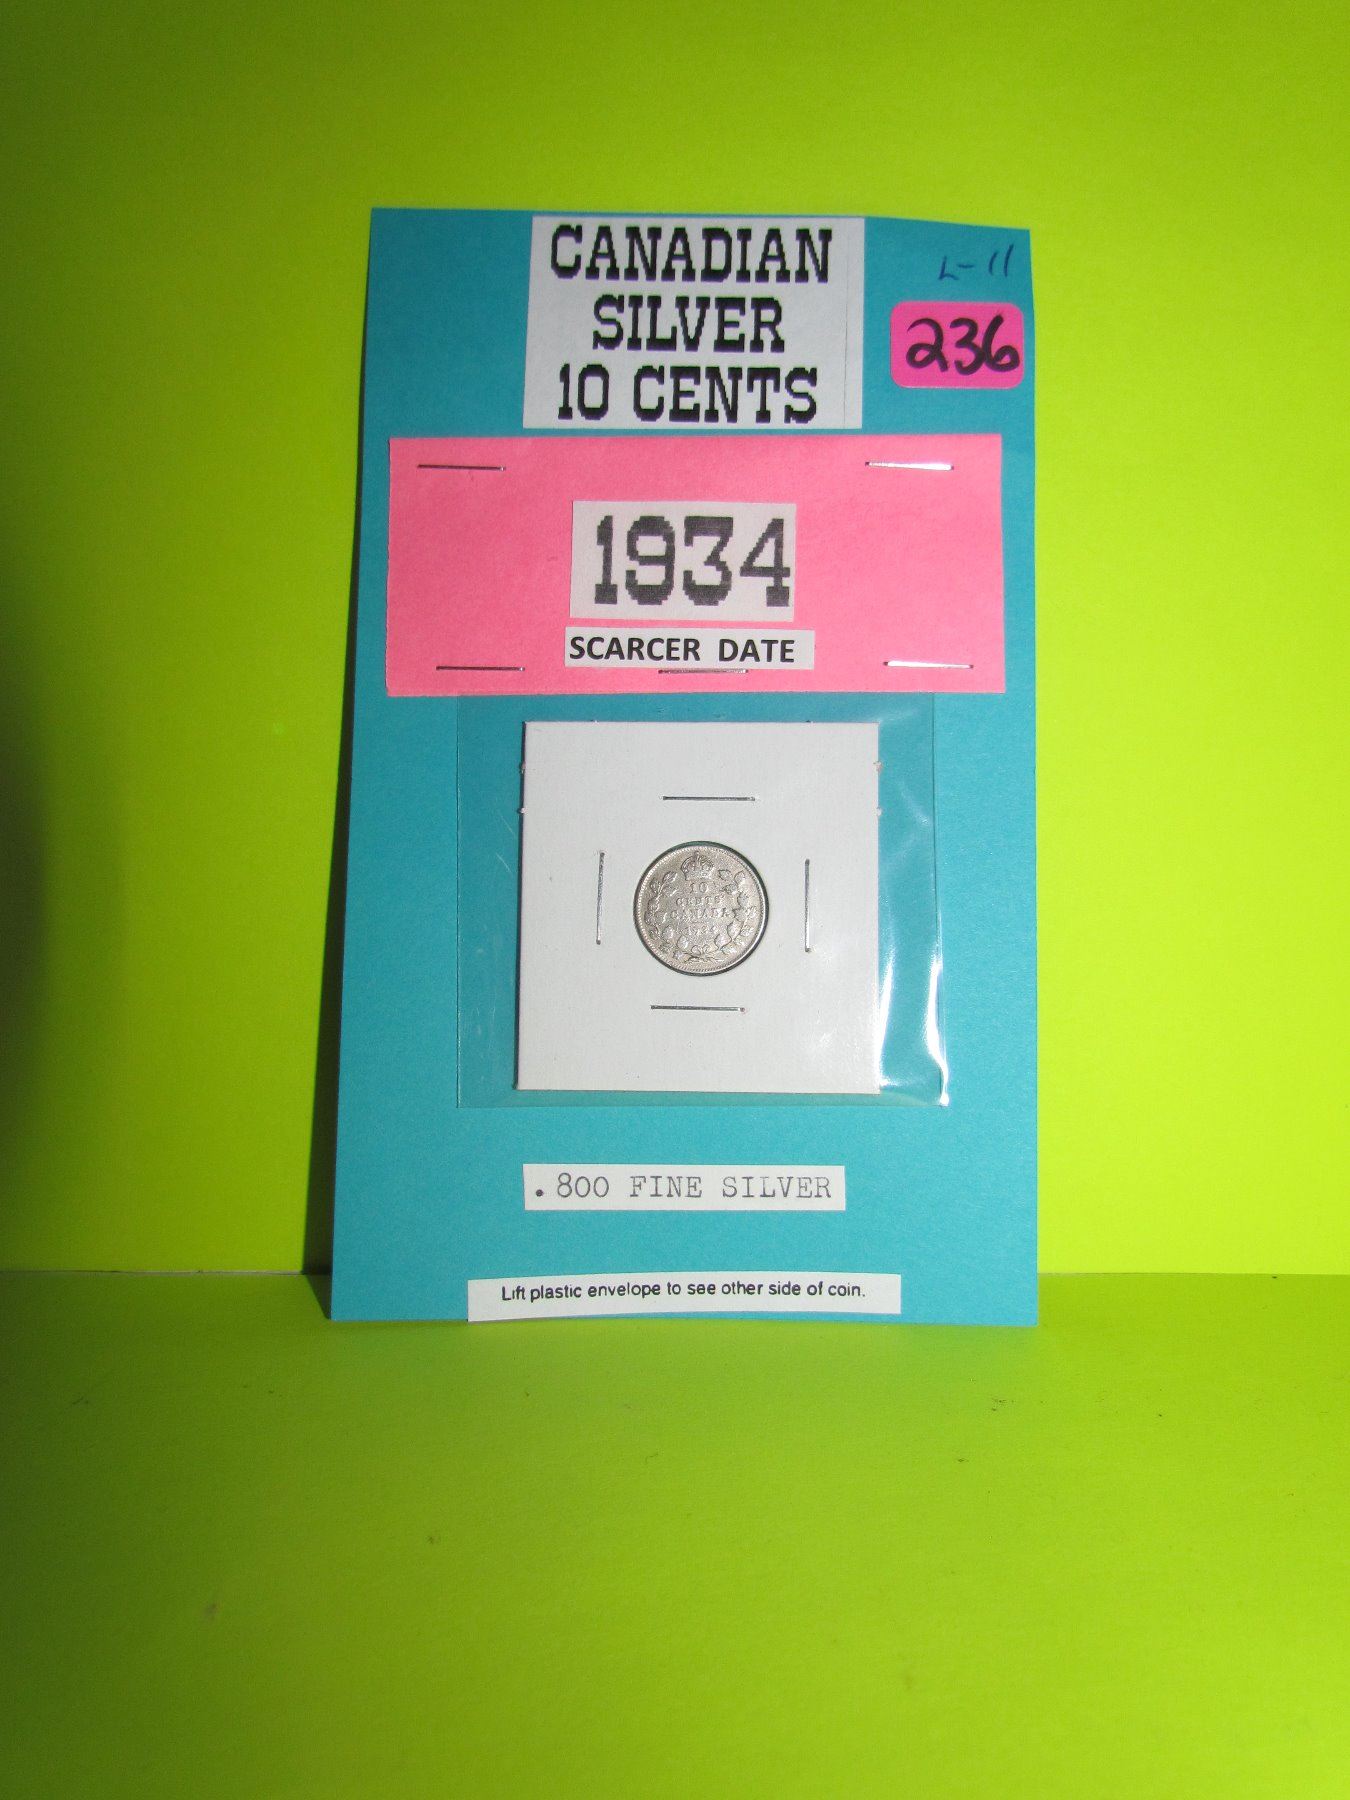 CANADIAN
SILVER
10 CENTS
L-11
236
1934
SCARCER DATE
10
CENTS
CANADA
.800 FINE SILVER
Lift plastic envelope to see other side of coin.